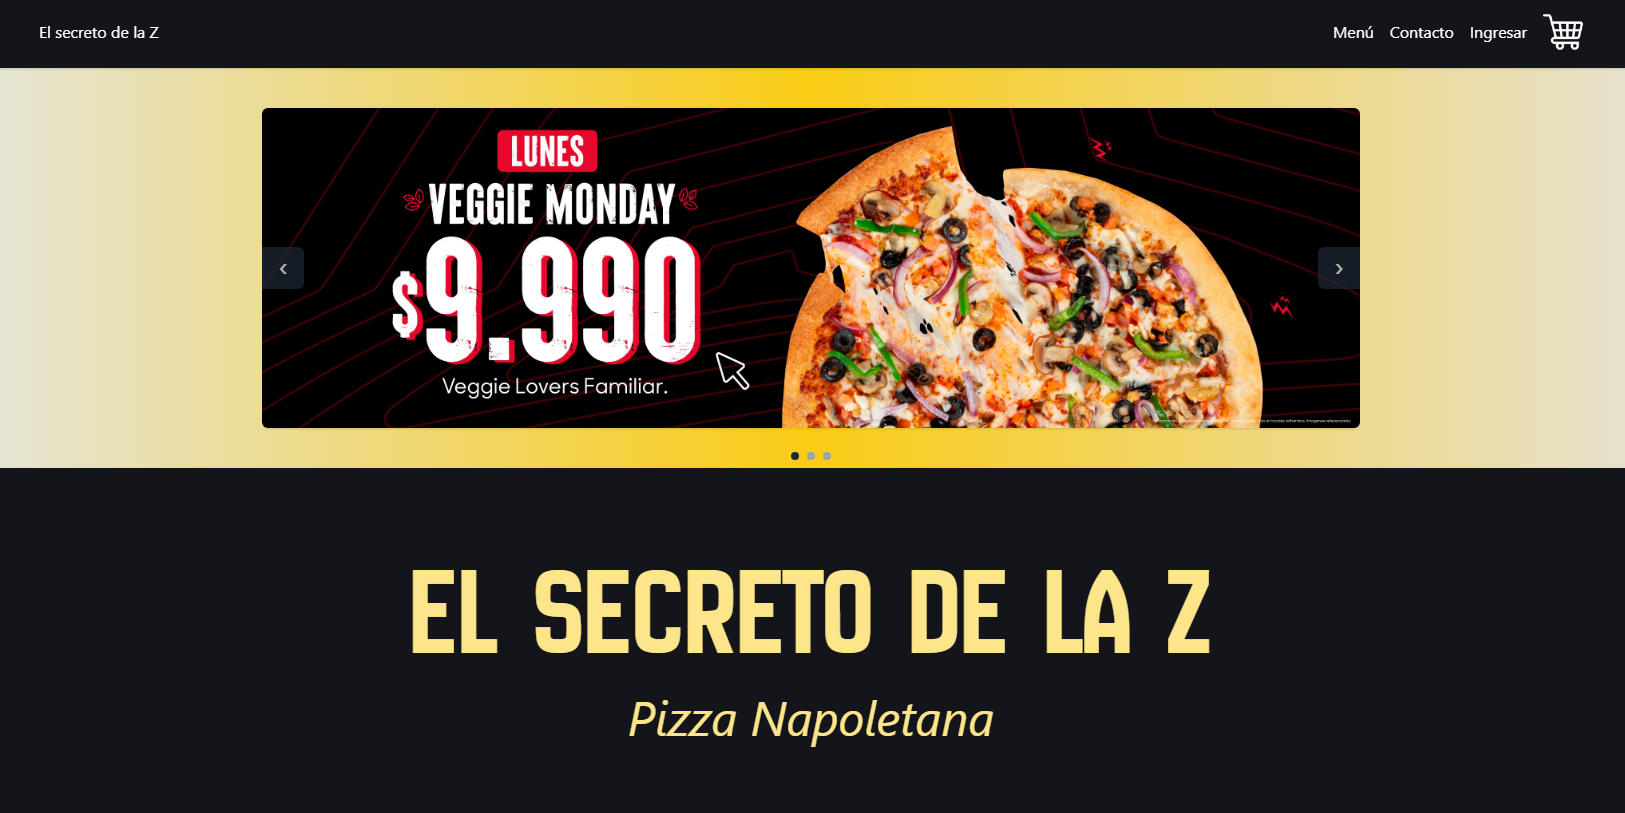 El secreto de la Z
Menú Contacto Ingresar
LUNES
VEGGIE MONDAY
$9.990
Veggie Lovers Familiar.
EL SECRETO DE LA Z
Pizza Napoletana